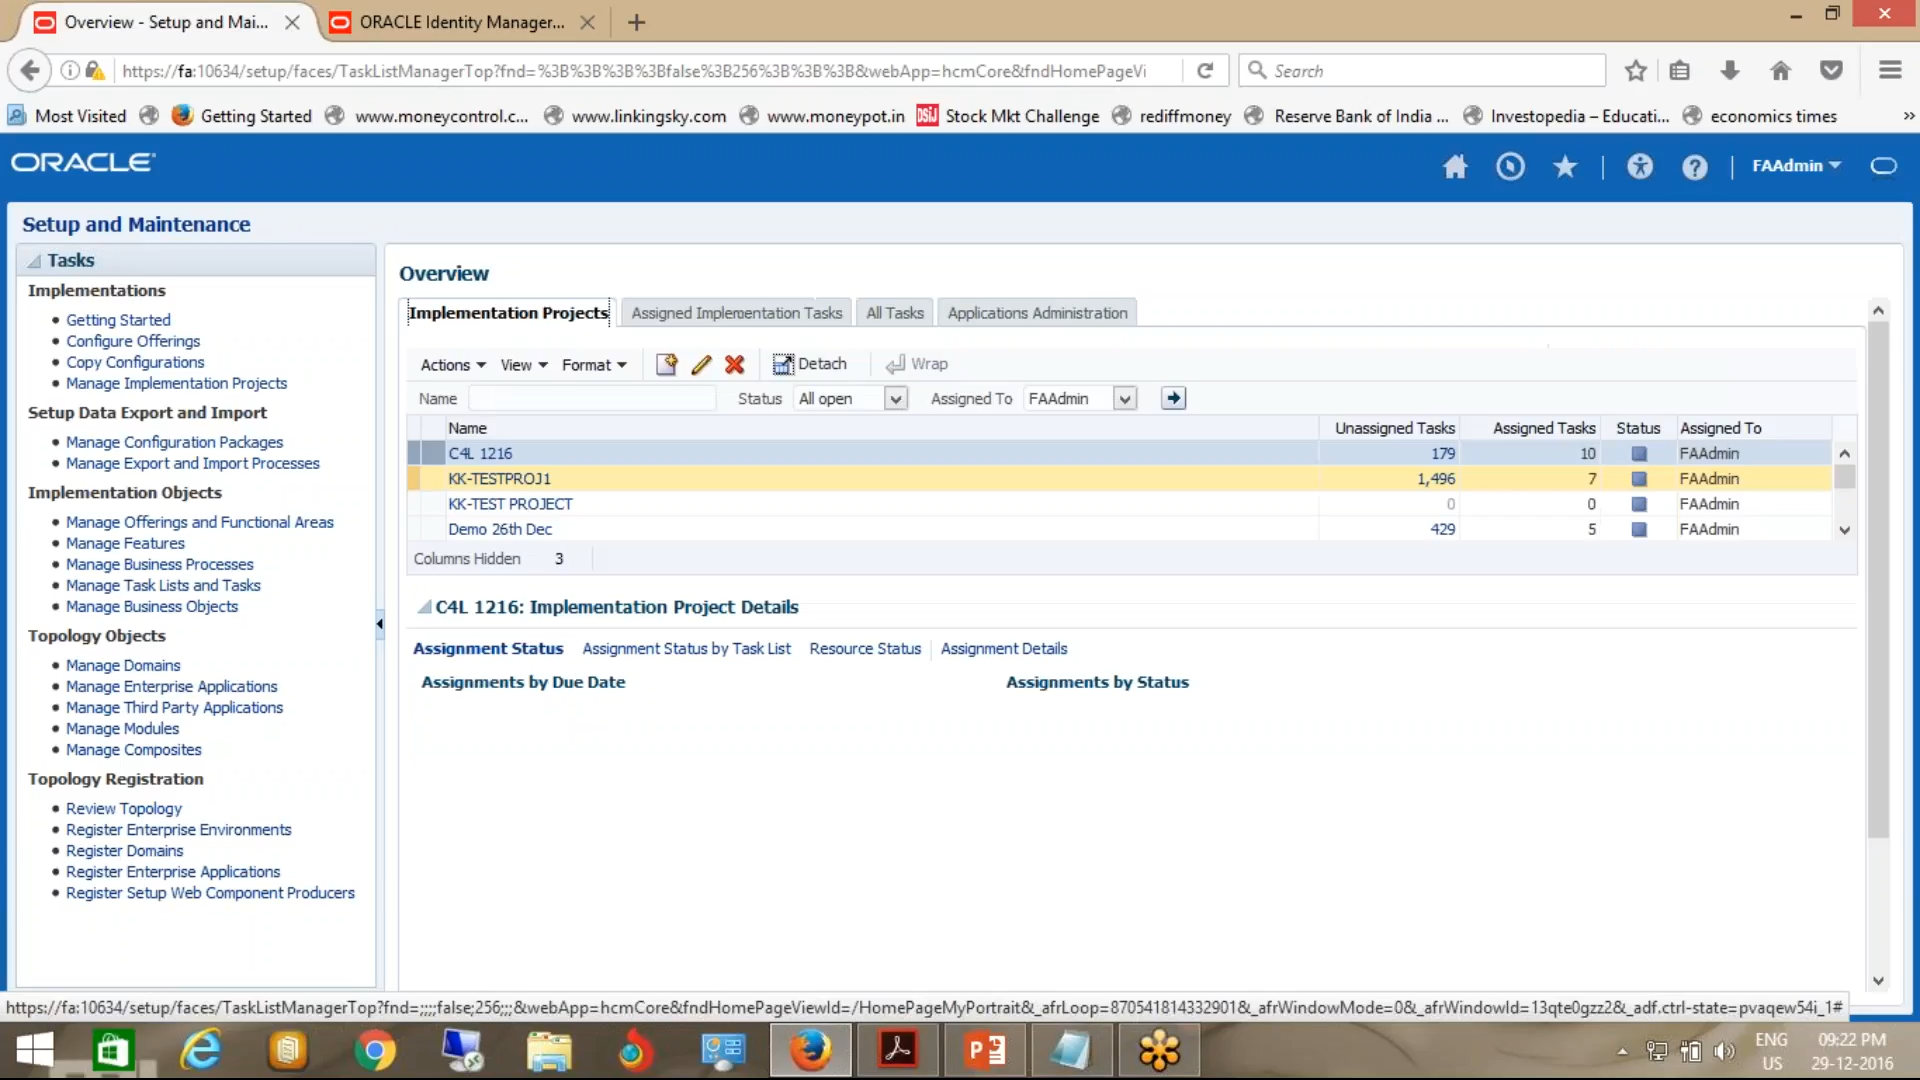 Overview - Setup and Mai...
ORACLE Identity Manager...
https://fa:10634/setup/faces/TaskListManagerTop?fnd=%3B%3B%3B%3Bfalse%3B256%3B%3B%3B&webApp=hcmCore&fndHomePageVi
Search
Most Visited
Getting Started
www.moneycontrol.c...
www.linkingsky.com
www.moneypot.in
DSIJ
Stock Mkt Challenge
rediffmoney
Reserve Bank of India ...
Investopedia – Educati...
economics times
ORACLE
FAAdmin
Setup and Maintenance
Tasks
Implementations
Getting Started
Configure Offerings
Copy Configurations
Manage Implementation Projects
Setup Data Export and Import
Manage Configuration Packages
Manage Export and Import Processes
Implementation Objects
Manage Offerings and Functional Areas
Manage Features
Manage Business Processes
Manage Task Lists and Tasks
Manage Business Objects
Topology Objects
Manage Domains
Manage Enterprise Applications
Manage Third Party Applications
Manage Modules
Manage Composites
Topology Registration
Review Topology
Register Enterprise Environments
Register Domains
Register Enterprise Applications
Register Setup Web Component Producers
Overview
Implementation Projects
Assigned Implementation Tasks
All Tasks
Applications Administration
Actions View Format Detach Wrap
Name Status All open Assigned To FAAdmin
Name Unassigned Tasks Assigned Tasks Status Assigned To
C4L 1216 179 10 FAAdmin
KK-TESTPROJ1 1,496 7 FAAdmin
KK-TEST PROJECT 0 0 FAAdmin
Demo 26th Dec 429 5 FAAdmin
Columns Hidden 3
C4L 1216: Implementation Project Details
Assignment Status Assignment Status by Task List Resource Status Assignment Details
Assignments by Due Date
Assignments by Status
https://fa:10634/setup/faces/TaskListManagerTop?fnd=;;;;false;256;;;&webApp=hcmCore&fndHomePageViewId=/HomePageMyPortrait&_afrLoop=870541814332901&_afrWindowMode=0&_afrWindowId=13qte0gzz2&_adf.ctrl-state=pvaqew54i_1#
ENG
US
09:22 PM
29-12-2016